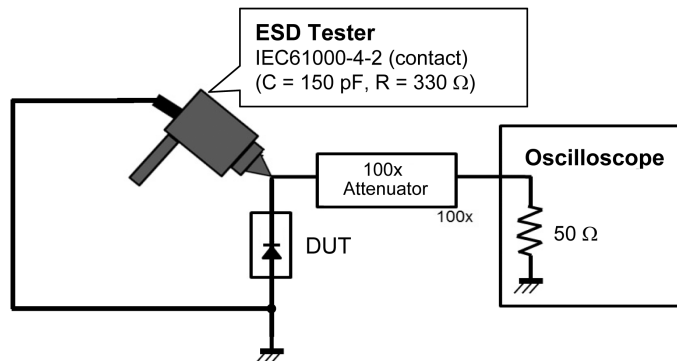 ESD Tester
IEC61000-4-2 (contact)
(C = 150 pF, R = 330 Ω)
100x
Attenuator
100x
Oscilloscope
50 Ω
DUT